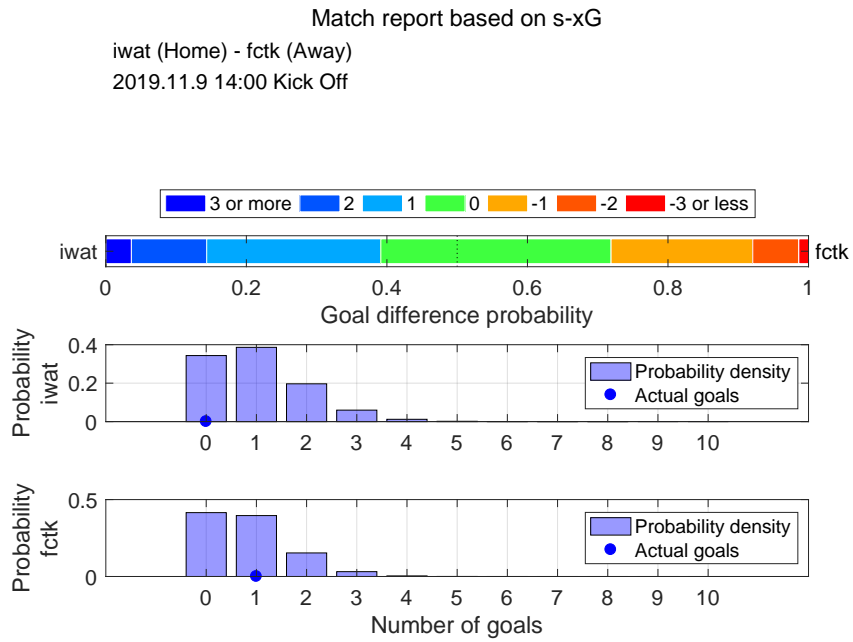 Match report based on s-xG
iwat (Home) - fctk (Away)
2019.11.9 14:00 Kick Off
3 or more 2 1 0 -1 -2 -3 or less
iwat fctk
0 0.2 0.4 0.6 0.8 1
Goal difference probability
Probability
iwat
0.4
0.2
0
Probability density
Actual goals
0 1 2 3 4 5 6 7 8 9 10
Probability
fctk
0.5
0
Probability density
Actual goals
0 1 2 3 4 5 6 7 8 9 10
Number of goals